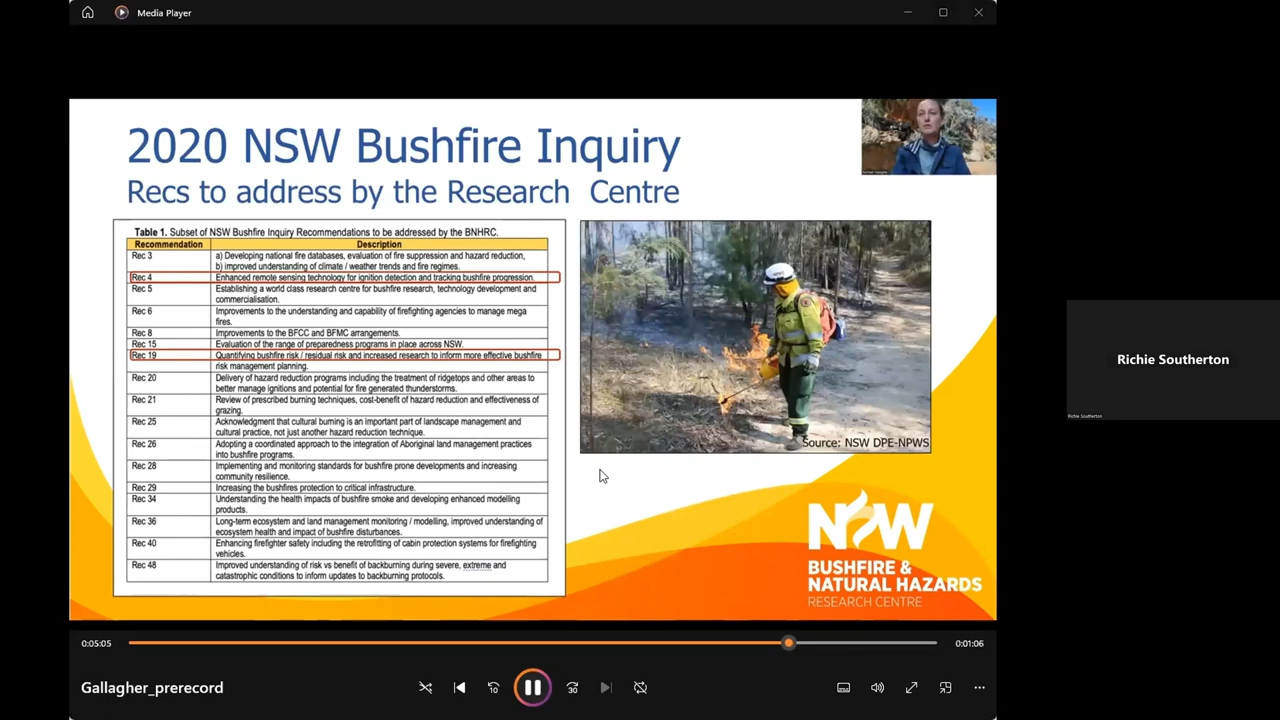 Media Player
2020 NSW Bushfire Inquiry
Recs to address by the Research Centre
Table 1. Subset of NSW Bushfire Inquiry Recommendations to be addressed by the BNHRC.
Recommendation Description
Rec 3 a) Developing national fire databases, evaluation of fire suppression and hazard reduction,
b) improved understanding of climate / weather trends and fire regimes.
Rec 4 Enhanced remote sensing technology for ignition detection and tracking bushfire progression.
Rec 5 Establishing a world class research centre for bushfire research, technology development and
commercialisation.
Rec 6 Improvements to the understanding and capability of firefighting agencies to manage mega
fires.
Rec 8 Improvements to the BFCC and BFMC arrangements.
Rec 15 Evaluation of the range of preparedness programs in place across NSW.
Rec 19 Quantifying bushfire risk / residual risk and increased research to inform more effective bushfire
risk management planning.
Rec 20 Delivery of hazard reduction programs including the treatment of ridgetops and other areas to
better manage ignitions and potential for fire generated thunderstorms.
Rec 21 Review of prescribed burning techniques, cost-benefit of hazard reduction and effectiveness of
grazing.
Rec 25 Acknowledgment that cultural burning is an important part of landscape management and
cultural practice, not just another hazard reduction technique.
Rec 26 Adopting a coordinated approach to the integration of Aboriginal land management practices
into bushfire programs.
Rec 28 Implementing and monitoring standards for bushfire prone developments and increasing
community resilience.
Rec 29 Increasing the bushfires protection to critical infrastructure.
Rec 34 Understanding the health impacts of bushfire smoke and developing enhanced modelling
products.
Rec 36 Long-term ecosystem and land management monitoring / modelling, improved understanding of
ecosystem health and impact of bushfire disturbances.
Rec 40 Enhancing firefighter safety including the retrofitting of cabin protection systems for firefighting
vehicles.
Rec 48 Improved understanding of risk vs benefit of backburning during severe, extreme and
catastrophic conditions to inform updates to backburning protocols.
Source: NSW DPE-NPWS
NSW
BUSHFIRE &
NATURAL HAZARDS
RESEARCH CENTRE
Richie Southerton
Richie Southerton
0:05:05
0:01:06
Gallagher_prerecord
10
30